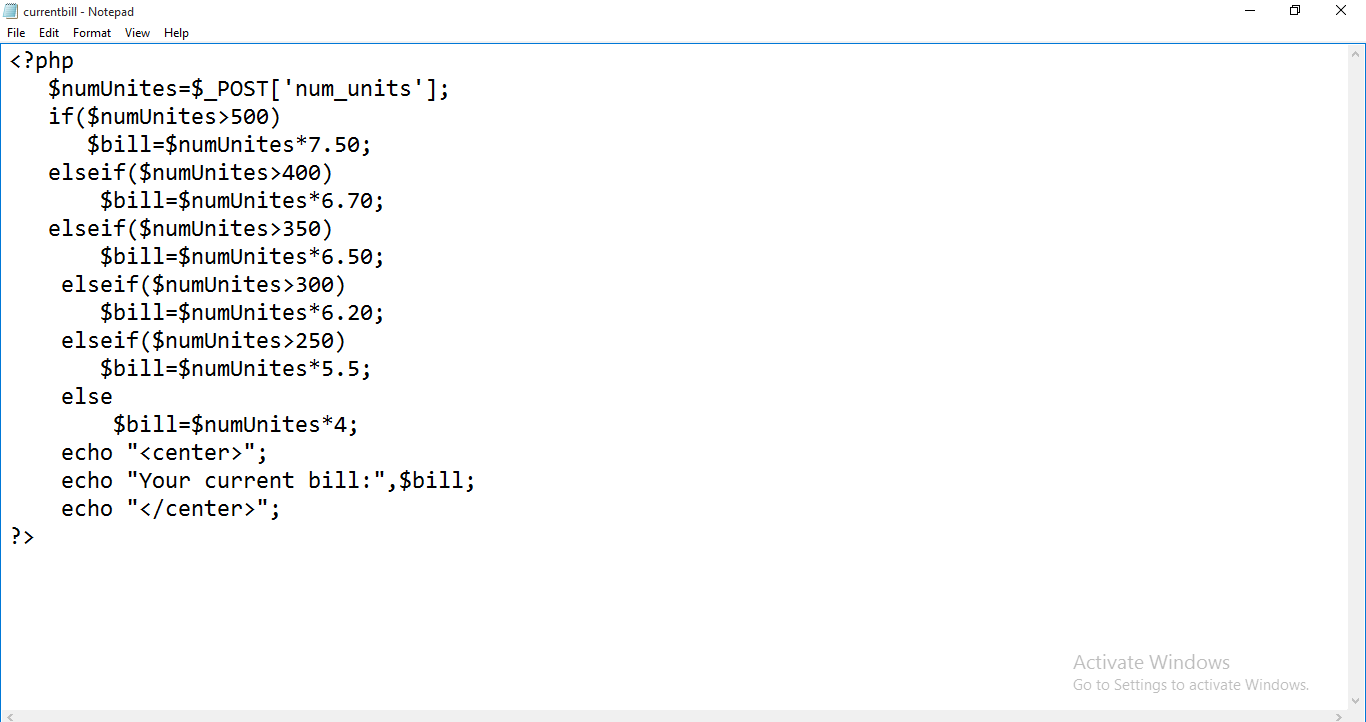 currentbill - Notepad
File Edit Format View Help
<?php
$numUnites=$_POST['num_units'];
if($numUnites>500)
$bill=$numUnites*7.50;
elseif($numUnites>400)
$bill=$numUnites*6.70;
elseif($numUnites>350)
$bill=$numUnites*6.50;
elseif($numUnites>300)
$bill=$numUnites*6.20;
elseif($numUnites>250)
$bill=$numUnites*5.5;
else
$bill=$numUnites*4;
echo "<center>";
echo "Your current bill:",$bill;
echo "</center>";
?>
Activate Windows
Go to Settings to activate Windows.